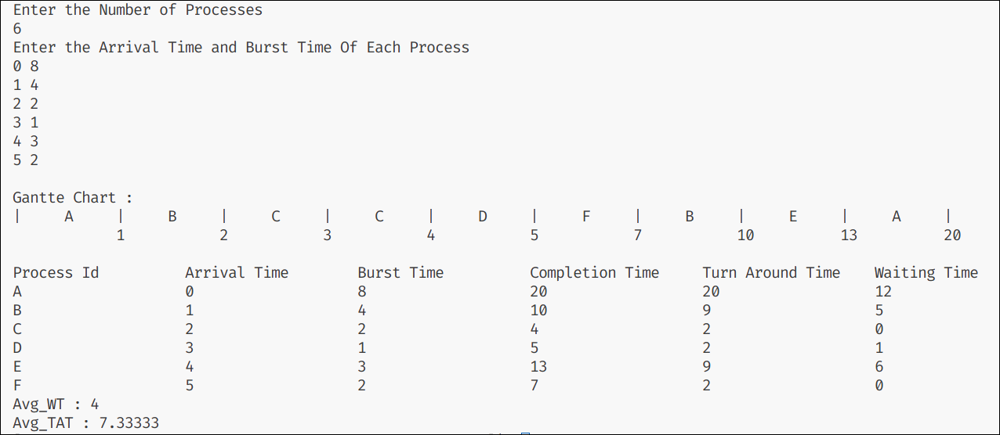 Enter the Number of Processes
6
Enter the Arrival Time and Burst Time Of Each Process
0 8
1 4
2 2
3 1
4 3
5 2
Gantte Chart :
| A | B | C | C | D | F | B | E | A |
1 2 3 4 5 7 10 13 20
Process Id Arrival Time Burst Time Completion Time Turn Around Time Waiting Time
A 0 8 20 20 12
B 1 4 10 9 5
C 2 2 4 2 0
D 3 1 5 2 1
E 4 3 13 9 6
F 5 2 7 2 0
Avg_WT : 4
Avg_TAT : 7.33333